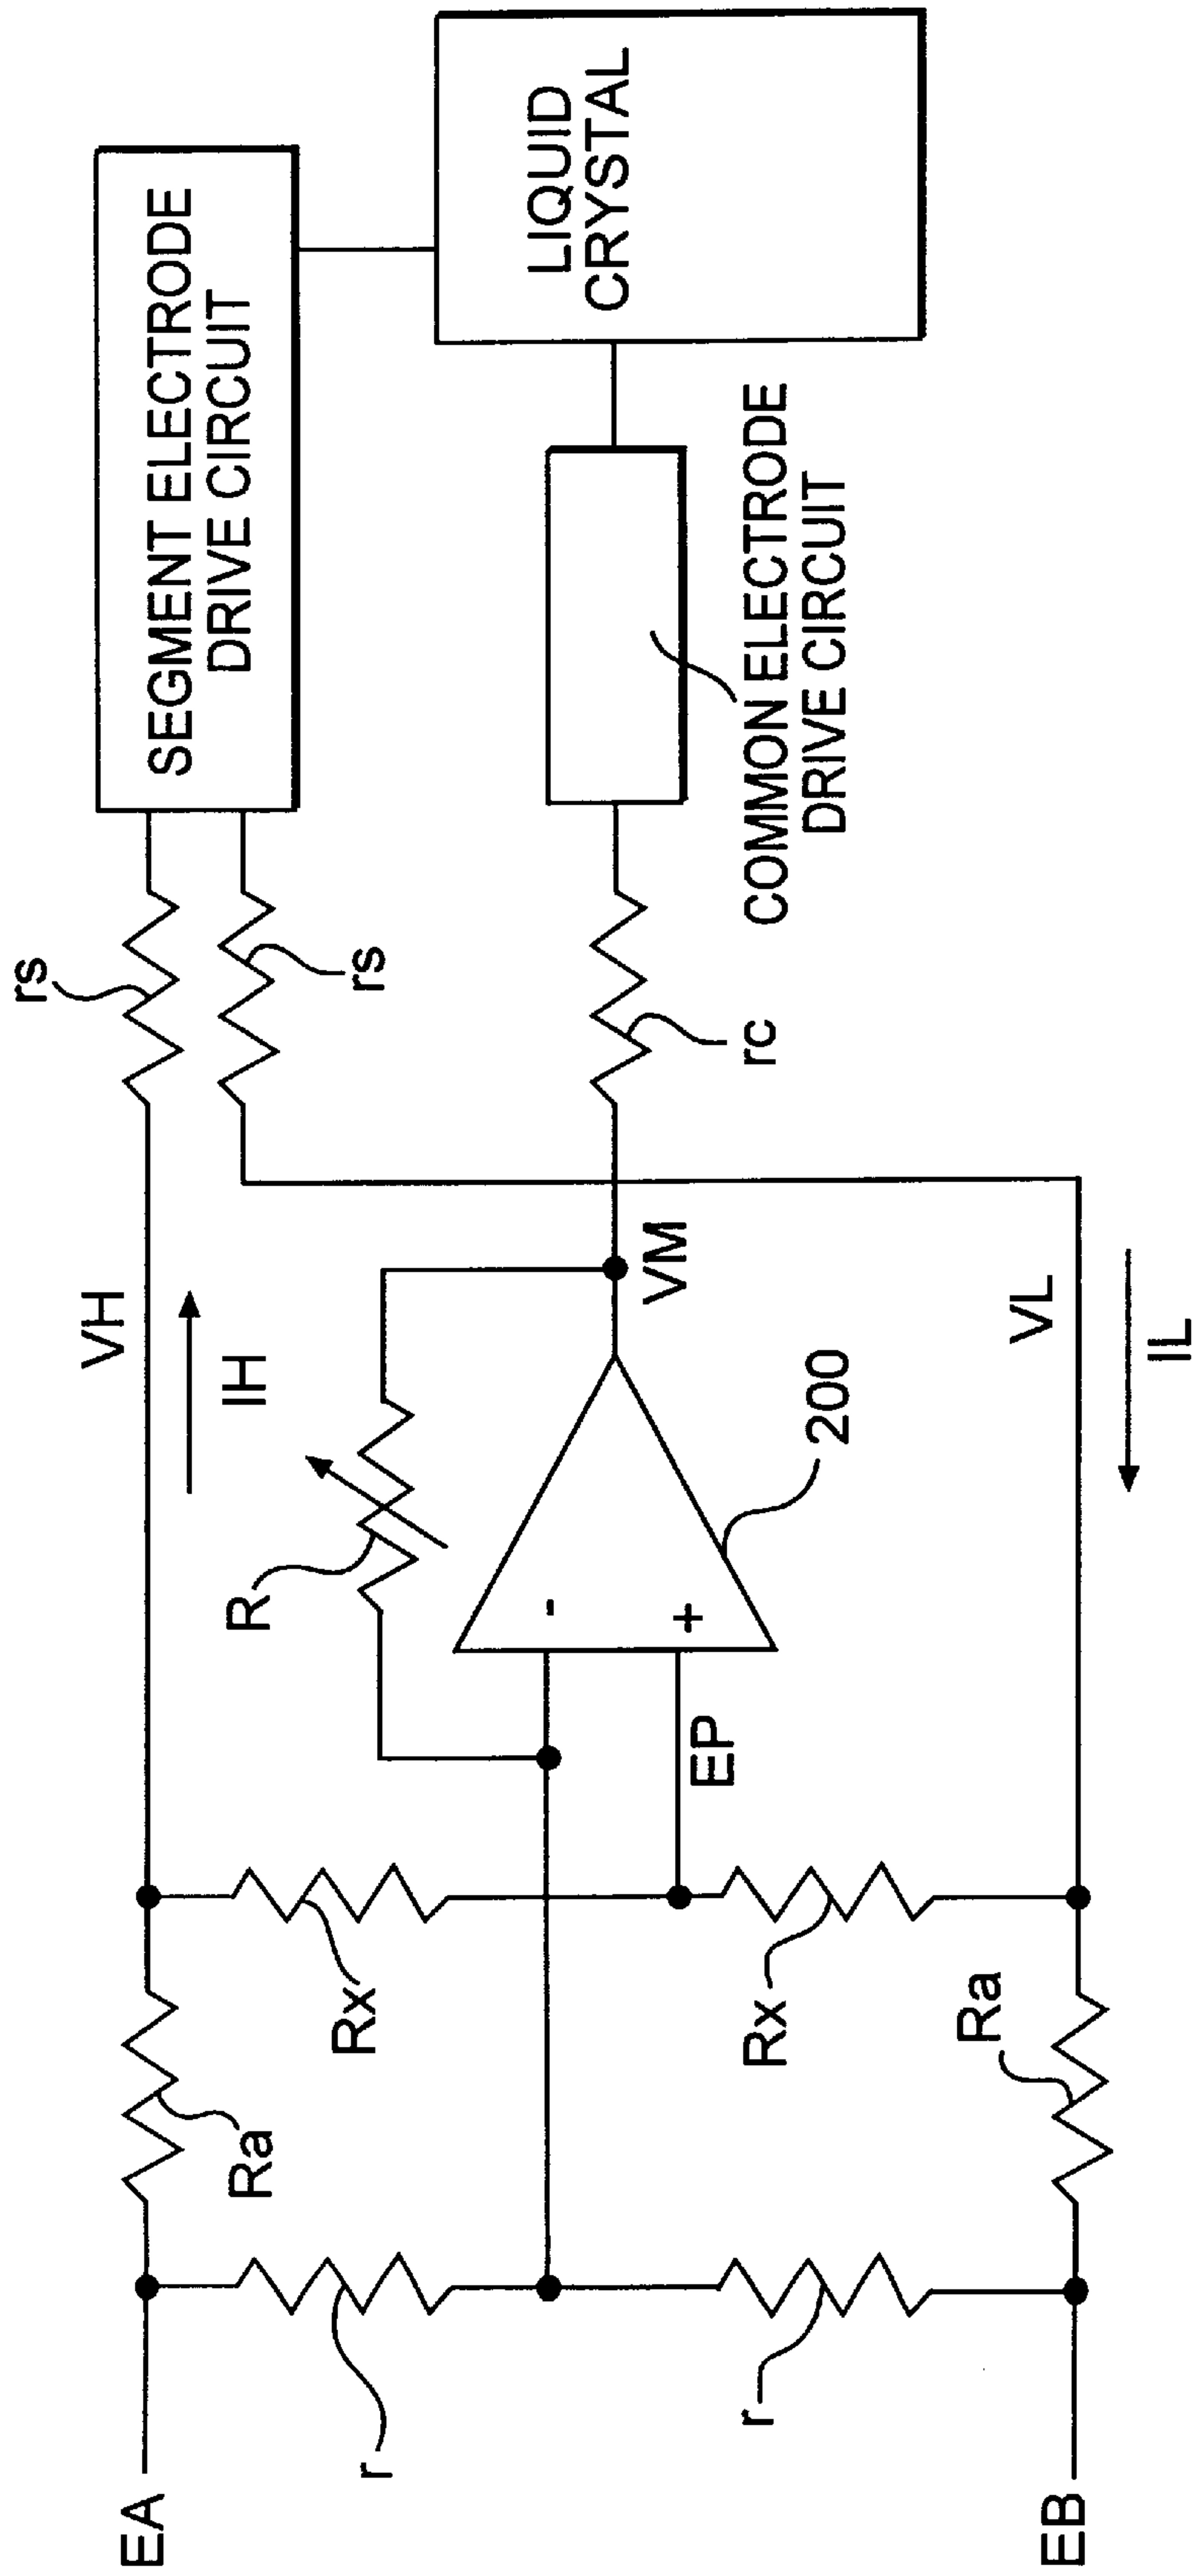 EA
EB
r
r
Ra
Ra
Rx
Rx
EP
R
-
+
200
VH
IH
VM
VL
IL
rs
rs
rc
SEGMENT ELECTRODE
DRIVE CIRCUIT
COMMON ELECTRODE
DRIVE CIRCUIT
LIQUID
CRYSTAL